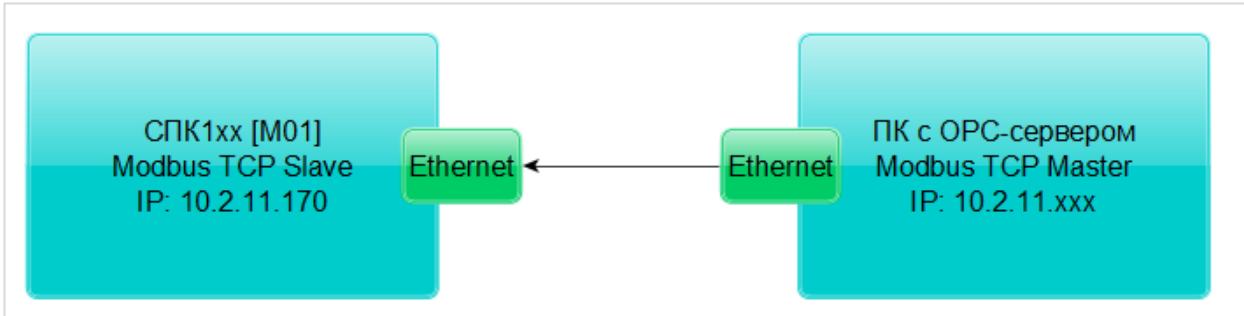 СПК1хх [M01]
Modbus TCP Slave
IP: 10.2.11.170
Ethernet
Ethernet
ПК с OPC-сервером
Modbus TCP Master
IP: 10.2.11.xxx